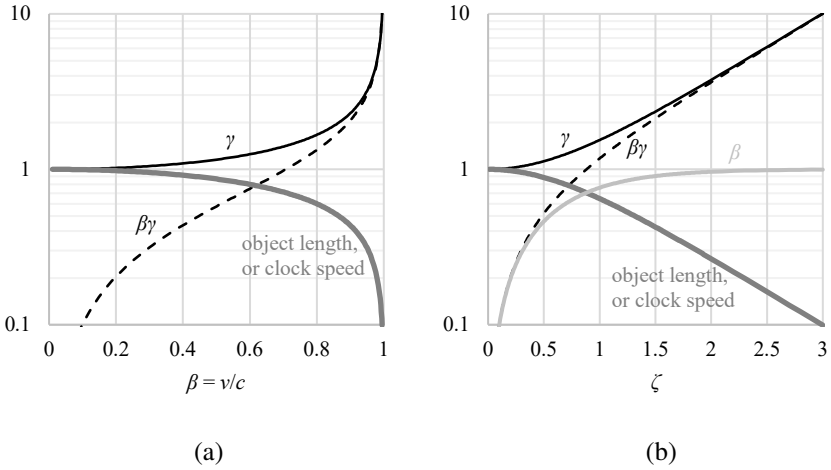 10
1
0.1
γ
βγ
object length,
or clock speed
0 0.2 0.4 0.6 0.8 1
β = v/c
(a)
10
1
0.1
γ
βγ
β
object length,
or clock speed
0 0.5 1 1.5 2 2.5 3
ζ
(b)